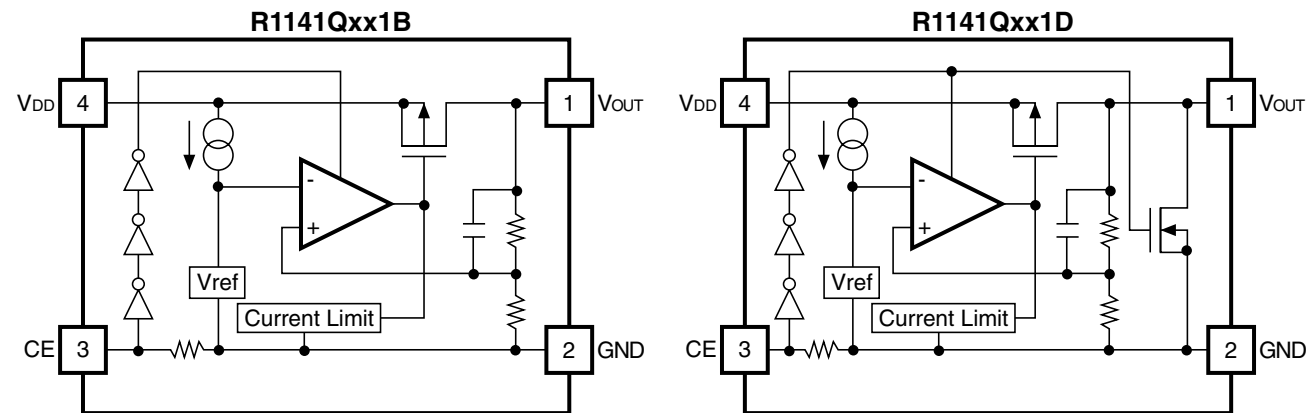 R1141Qxx1B
VDD 4
1 VOUT
-
+
Vref
Current Limit
CE 3
2 GND
R1141Qxx1D
VDD 4
1 VOUT
-
+
Vref
Current Limit
CE 3
2 GND